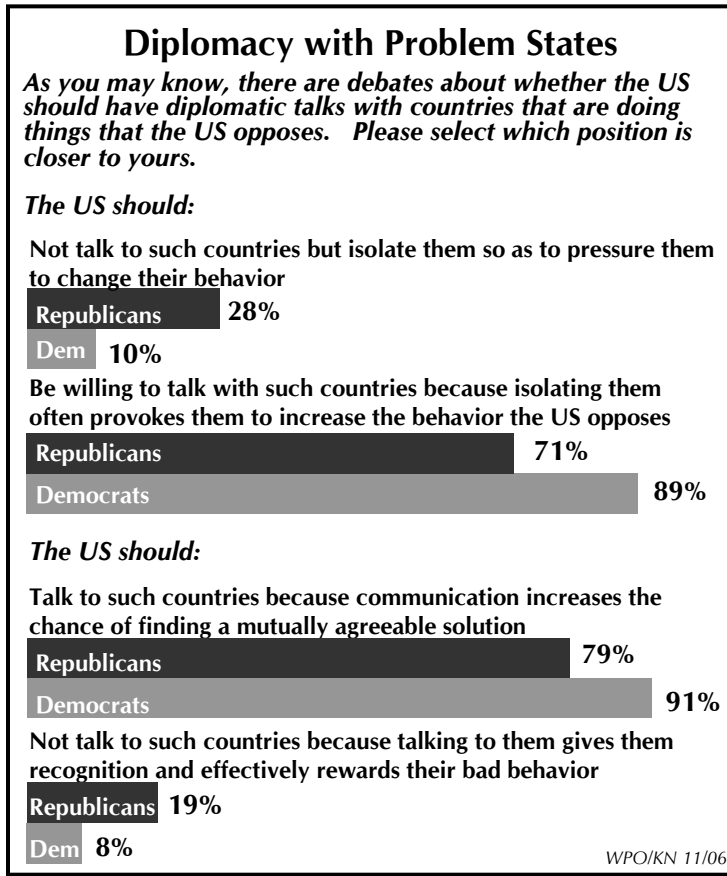 Diplomacy with Problem States
As you may know, there are debates about whether the US
should have diplomatic talks with countries that are doing
things that the US opposes. Please select which position is
closer to yours.
The US should:
Not talk to such countries but isolate them so as to pressure them
to change their behavior
Republicans 28%
Dem 10%
Be willing to talk with such countries because isolating them
often provokes them to increase the behavior the US opposes
Republicans 71%
Democrats 89%
The US should:
Talk to such countries because communication increases the
chance of finding a mutually agreeable solution
Republicans 79%
Democrats 91%
Not talk to such countries because talking to them gives them
recognition and effectively rewards their bad behavior
Republicans 19%
Dem 8%
WPO/KN 11/06